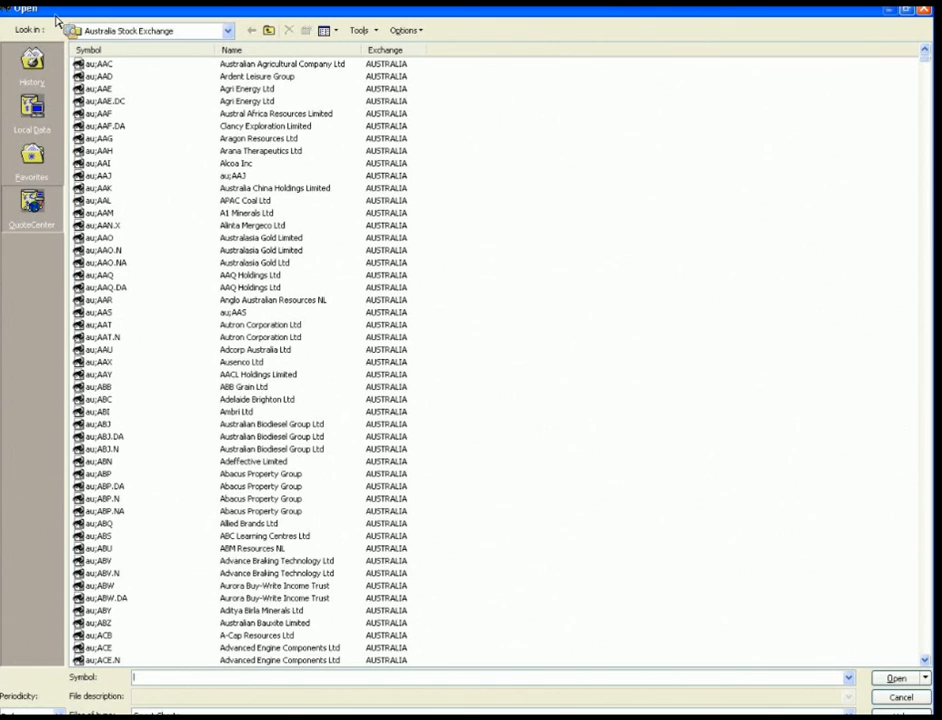 Open
Look in : Australia Stock Exchange Tools Options
Symbol Name Exchange
History
Local Data
Favorites
QuoteCenter
au;AAC Australian Agricultural Company Ltd AUSTRALIA
au;AAD Ardent Leisure Group AUSTRALIA
au;AAE Agri Energy Ltd AUSTRALIA
au;AAE.DC Agri Energy Ltd AUSTRALIA
au;AAF Austral Africa Resources Limited AUSTRALIA
au;AAF.DA Clancy Exploration Limited AUSTRALIA
au;AAG Aragon Resources Ltd AUSTRALIA
au;AAH Arana Therapeutics Ltd AUSTRALIA
au;AAI Alcoa Inc AUSTRALIA
au;AAJ au;AAJ AUSTRALIA
au;AAK Australia China Holdings Limited AUSTRALIA
au;AAL APAC Coal Ltd AUSTRALIA
au;AAM A1 Minerals Ltd AUSTRALIA
au;AAN.X Alinta Mergeco Ltd AUSTRALIA
au;AAO Australasia Gold Limited AUSTRALIA
au;AAO.N Australasia Gold Limited AUSTRALIA
au;AAO.NA Australasia Gold Ltd AUSTRALIA
au;AAQ AAQ Holdings Ltd AUSTRALIA
au;AAQ.DA AAQ Holdings Ltd AUSTRALIA
au;AAR Anglo Australian Resources NL AUSTRALIA
au;AAS au;AAS AUSTRALIA
au;AAT Autron Corporation Ltd AUSTRALIA
au;AAT.N Autron Corporation Ltd AUSTRALIA
au;AAU Adcorp Australia Ltd AUSTRALIA
au;AAX Ausenco Ltd AUSTRALIA
au;AAY AACL Holdings Limited AUSTRALIA
au;ABB ABB Grain Ltd AUSTRALIA
au;ABC Adelaide Brighton Ltd AUSTRALIA
au;ABI Ambri Ltd AUSTRALIA
au;ABJ Australian Biodiesel Group Ltd AUSTRALIA
au;ABJ.DA Australian Biodiesel Group Ltd AUSTRALIA
au;ABJ.N Australian Biodiesel Group Ltd AUSTRALIA
au;ABN Adeffective Limited AUSTRALIA
au;ABP Abacus Property Group AUSTRALIA
au;ABP.DA Abacus Property Group AUSTRALIA
au;ABP.N Abacus Property Group AUSTRALIA
au;ABP.NA Abacus Property Group AUSTRALIA
au;ABQ Allied Brands Ltd AUSTRALIA
au;ABS ABC Learning Centres Ltd AUSTRALIA
au;ABU ABM Resources NL AUSTRALIA
au;ABV Advance Braking Technology Ltd AUSTRALIA
au;ABV.N Advance Braking Technology Ltd AUSTRALIA
au;ABW Aurora Buy-Write Income Trust AUSTRALIA
au;ABW.DA Aurora Buy-Write Income Trust AUSTRALIA
au;ABY Aditya Birla Minerals Ltd AUSTRALIA
au;ABZ Australian Bauxite Limited AUSTRALIA
au;ACB A-Cap Resources Ltd AUSTRALIA
au;ACE Advanced Engine Components Ltd AUSTRALIA
au;ACE.N Advanced Engine Components Ltd AUSTRALIA
Symbol: Open
Periodicity: File description: Cancel